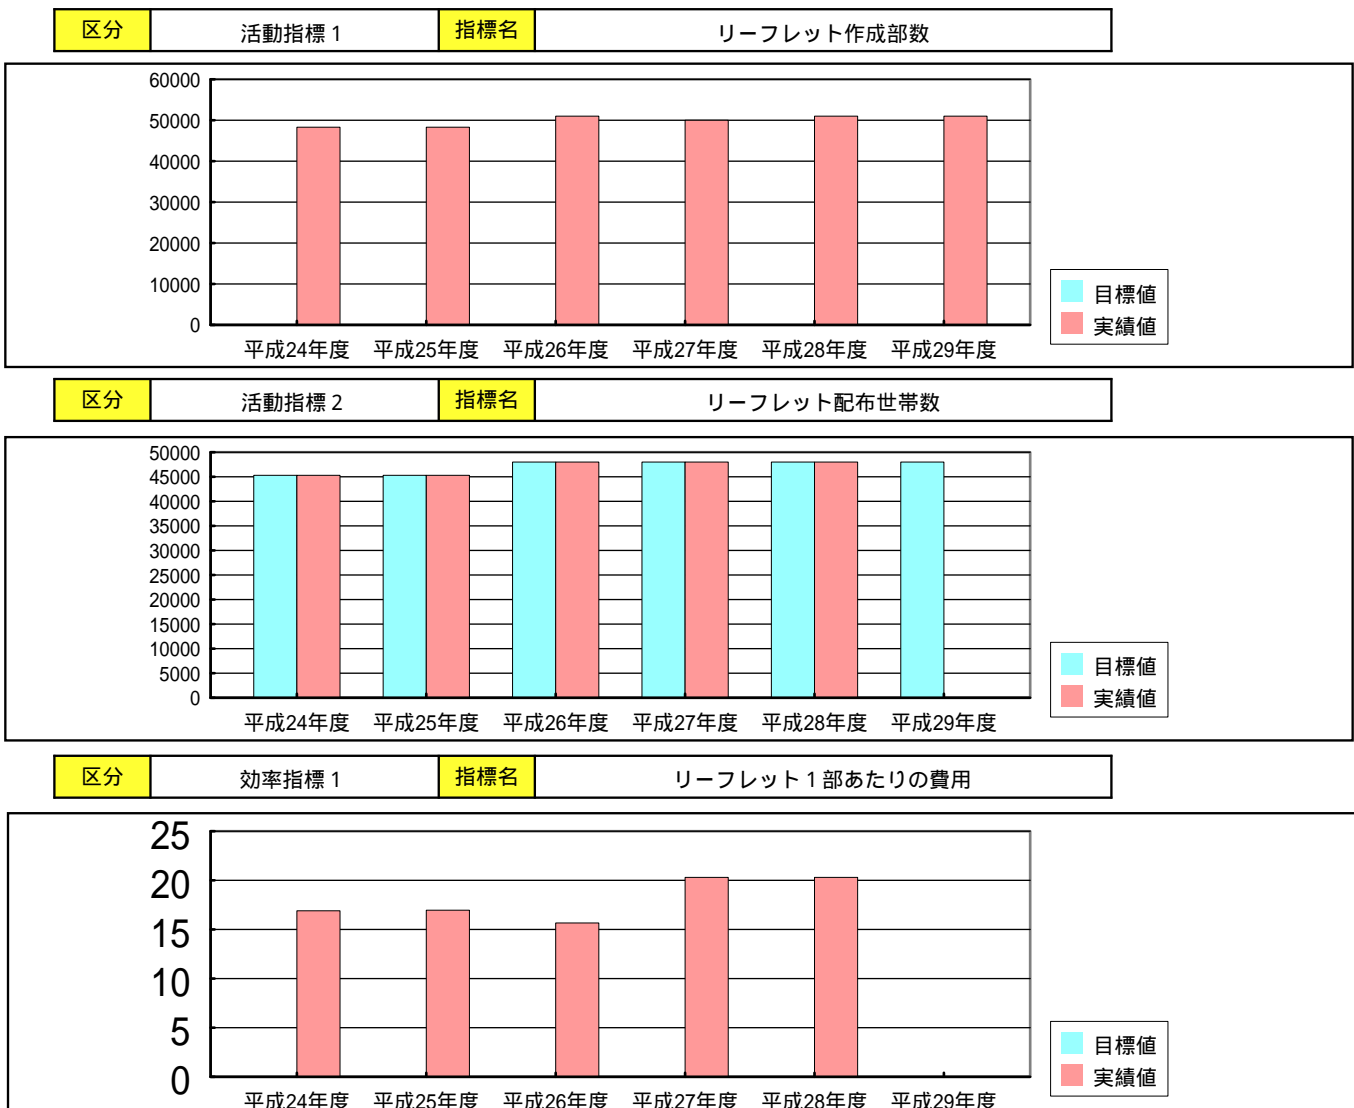 区分 活動指標1 指標名 リーフレット作成部数
60000
50000
40000
30000
20000
10000
0
平成24年度 平成25年度 平成26年度 平成27年度 平成28年度 平成29年度
目標値
実績値
区分 活動指標2 指標名 リーフレット配布世帯数
50000
45000
40000
35000
30000
25000
20000
15000
10000
5000
0
平成24年度 平成25年度 平成26年度 平成27年度 平成28年度 平成29年度
目標値
実績値
区分 効率指標1 指標名 リーフレット1部あたりの費用
25
20
15
10
5
0
平成24年度 平成25年度 平成26年度 平成27年度 平成28年度 平成29年度
目標値
実績値